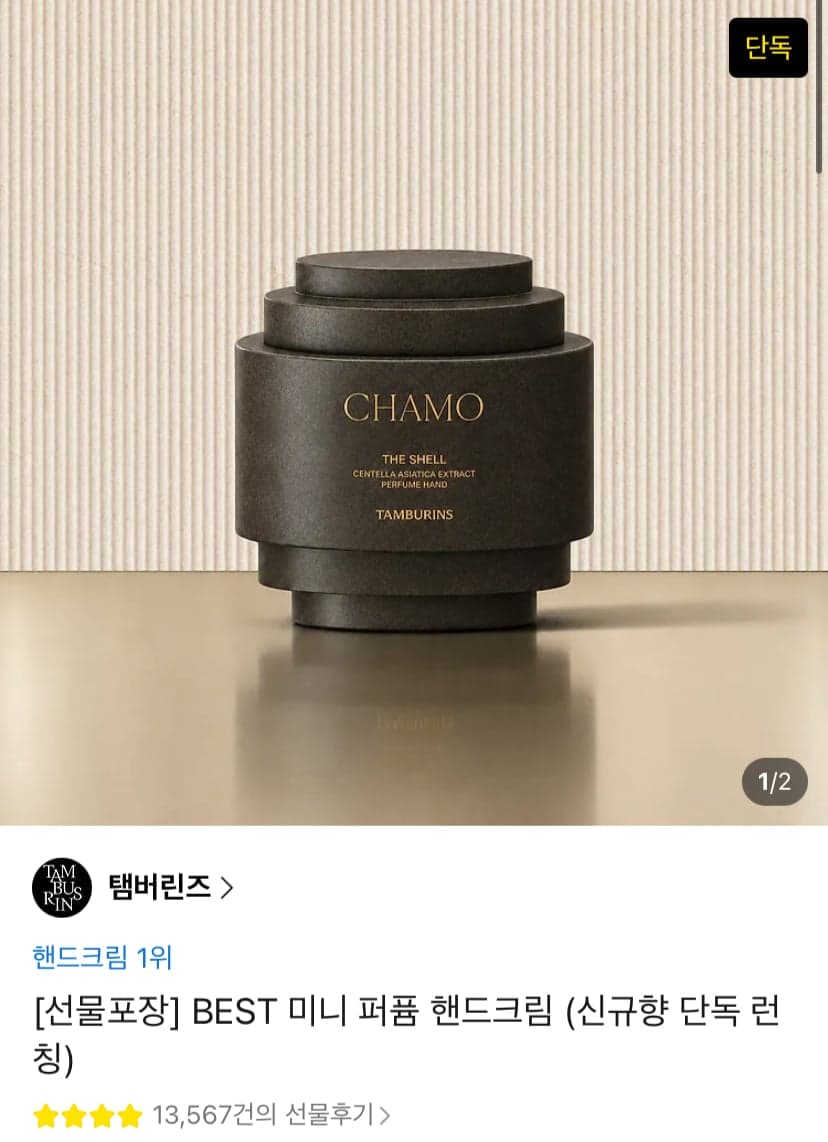 단독
CHAMO
THE SHELL
CENTELLA ASIATICA EXTRACT
PERFUME HAND
TAMBURINS
1/2
TAM
BUS
RIN
탬버린즈
핸드크림 1위
[선물포장] BEST 미니 퍼퓸 핸드크림 (신규향 단독 런
칭)
13,567건의 선물후기